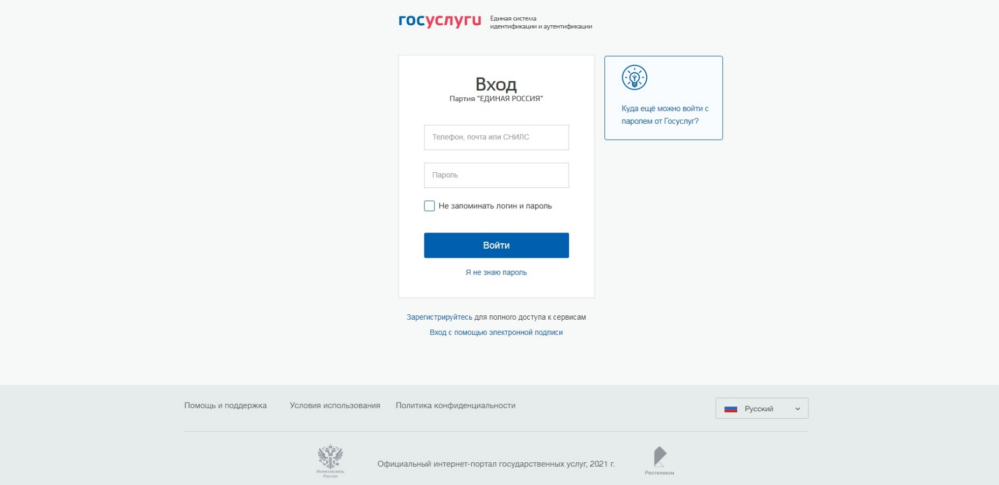 госуслуги
Единая система
идентификации и аутентификации
Вход
Партия "ЕДИНАЯ РОССИЯ"
Телефон, почта или СНИЛС
Пароль
Не запоминать логин и пароль
Войти
Я не знаю пароль
Куда ещё можно войти с
паролем от Госуслуг?
Зарегистрируйтесь для полного доступа к сервисам
Вход с помощью электронной подписи
Помощь и поддержка
Условия использования
Политика конфиденциальности
Русский
Минкомсвязь
России
Официальный интернет-портал государственных услуг, 2021 г.
Ростелеком